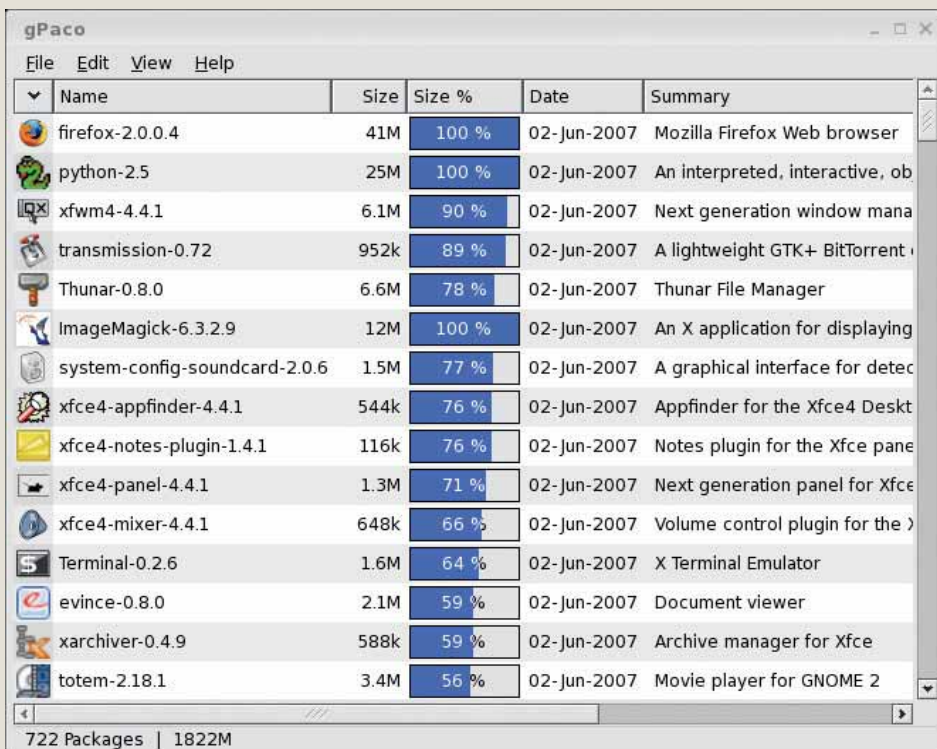 gPaco
File Edit View Help
Name Size Size % Date Summary
firefox-2.0.0.4 41M 100 % 02-Jun-2007 Mozilla Firefox Web browser
python-2.5 25M 100 % 02-Jun-2007 An interpreted, interactive, ob
xfwm4-4.4.1 6.1M 90 % 02-Jun-2007 Next generation window mana
transmission-0.72 952k 89 % 02-Jun-2007 A lightweight GTK+ BitTorrent
Thunar-0.8.0 6.6M 78 % 02-Jun-2007 Thunar File Manager
ImageMagick-6.3.2.9 12M 100 % 02-Jun-2007 An X application for displaying
system-config-soundcard-2.0.6 1.5M 77 % 02-Jun-2007 A graphical interface for detec
xfce4-appfinder-4.4.1 544k 76 % 02-Jun-2007 Appfinder for the Xfce4 Deskt
xfce4-notes-plugin-1.4.1 116k 76 % 02-Jun-2007 Notes plugin for the Xfce pane
xfce4-panel-4.4.1 1.3M 71 % 02-Jun-2007 Next generation panel for Xfce
xfce4-mixer-4.4.1 648k 66 % 02-Jun-2007 Volume control plugin for the X
Terminal-0.2.6 1.6M 64 % 02-Jun-2007 X Terminal Emulator
evince-0.8.0 2.1M 59 % 02-Jun-2007 Document viewer
xarchiver-0.4.9 588k 59 % 02-Jun-2007 Archive manager for Xfce
totem-2.18.1 3.4M 56 % 02-Jun-2007 Movie player for GNOME 2
722 Packages | 1822M